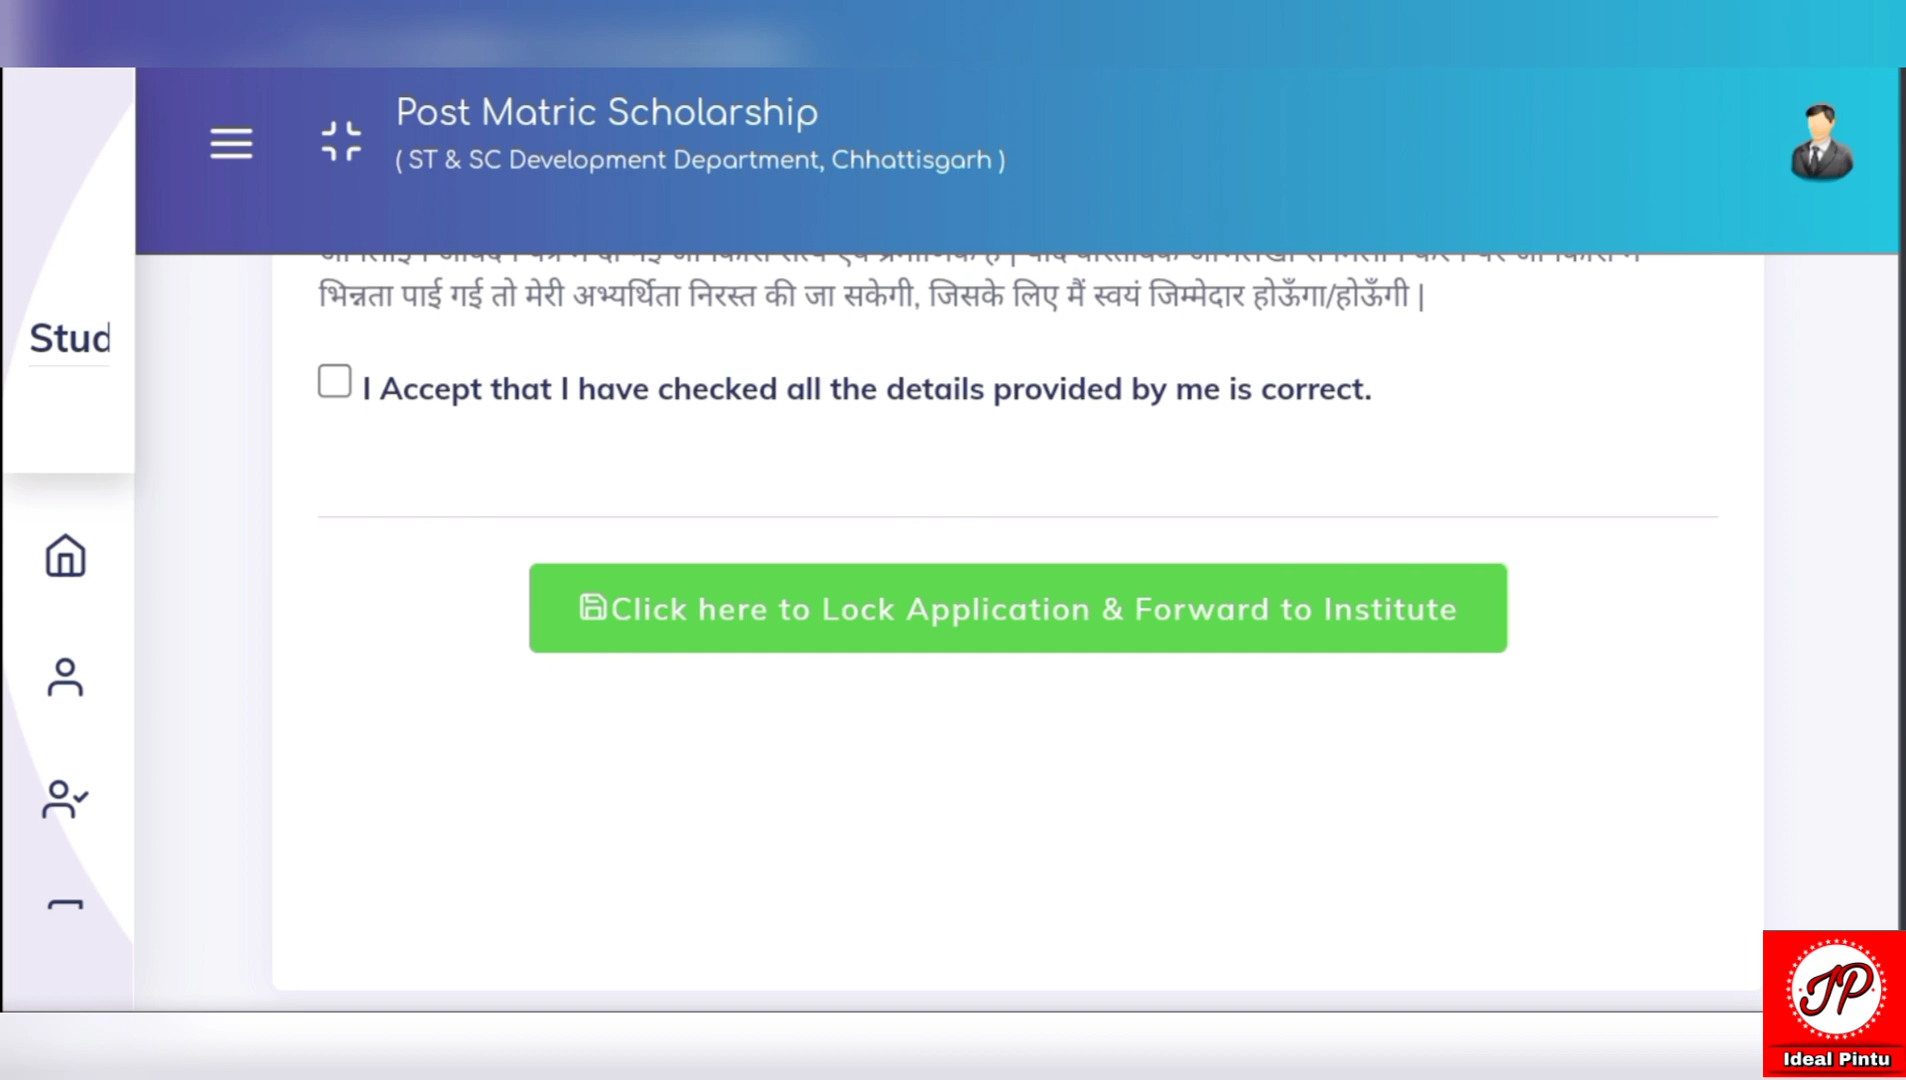 Post Matric Scholarship
( ST & SC Development Department, Chhattisgarh )
भिन्नता पाई गई तो मेरी अभ्यर्थिता निरस्त की जा सकेगी, जिसके लिए मैं स्वयं जिम्मेदार होऊँगा/होऊँगी |
Stud
I Accept that I have checked all the details provided by me is correct.
Click here to Lock Application & Forward to Institute
JP
Ideal Pintu